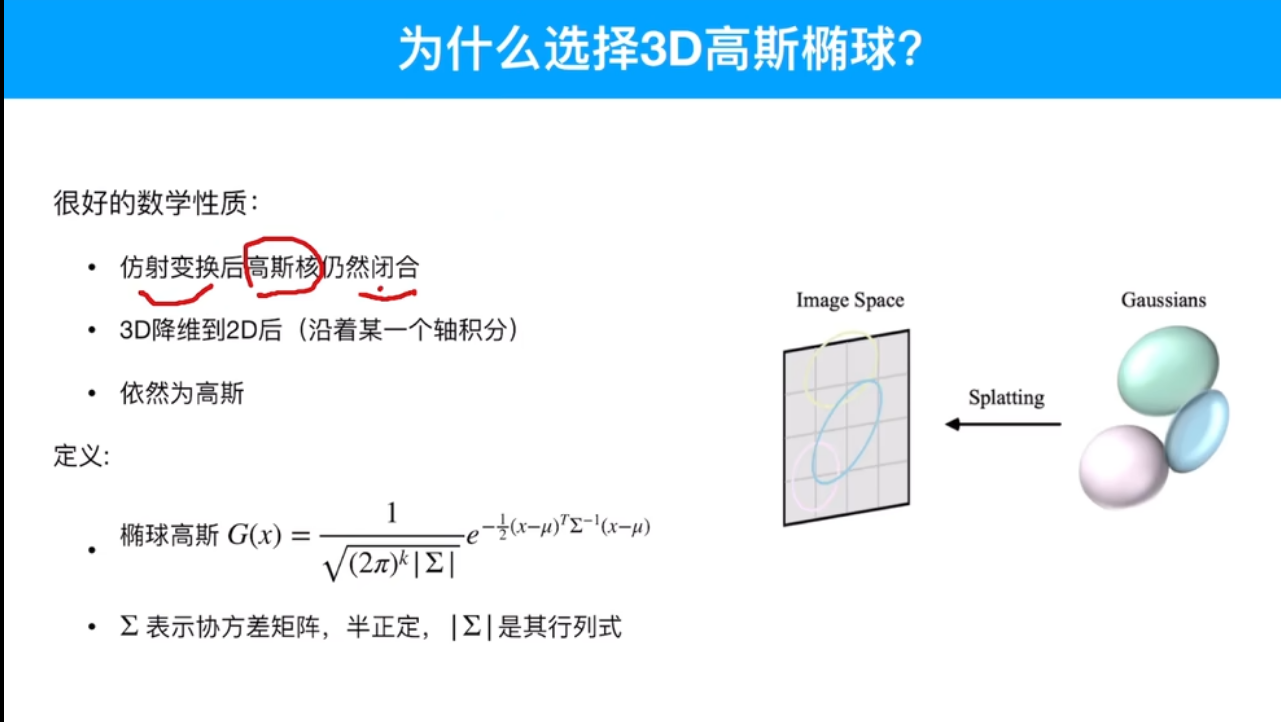 为什么选择3D高斯椭球?
很好的数学性质：
• 仿射变换后高斯核仍然闭合
• 3D降维到2D后（沿着某一个轴积分）
• 依然为高斯
定义:
• 椭球高斯 $G(x) = \frac{1}{\sqrt{(2\pi)^k|\Sigma|}} e^{-\frac{1}{2}(x-\mu)^T\Sigma^{-1}(x-\mu)}$
• Σ 表示协方差矩阵，半正定，|Σ|是其行列式
Image Space
Splatting
Gaussians